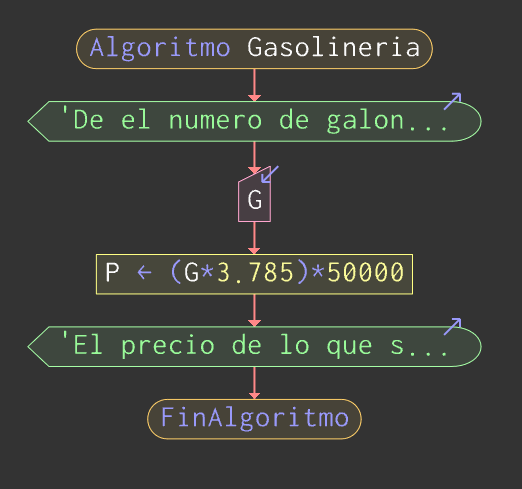 Algoritmo Gasolineria
'De el numero de galon...
G
P ← (G*3.785)*50000
'El precio de lo que s...
FinAlgoritmo